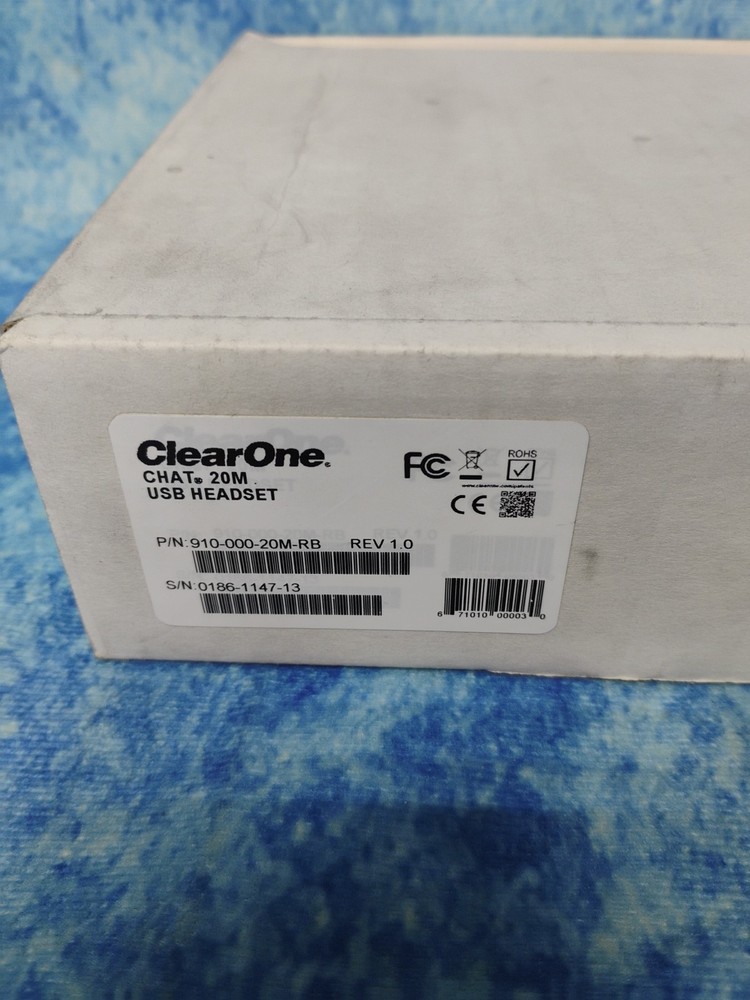 ClearOne®
CHAT® 20M
USB HEADSET
P/N:910-000-20M-RB REV 1.0
S/N:0186-1147-13
FC
ROHS
CE
6 71010 00003 0